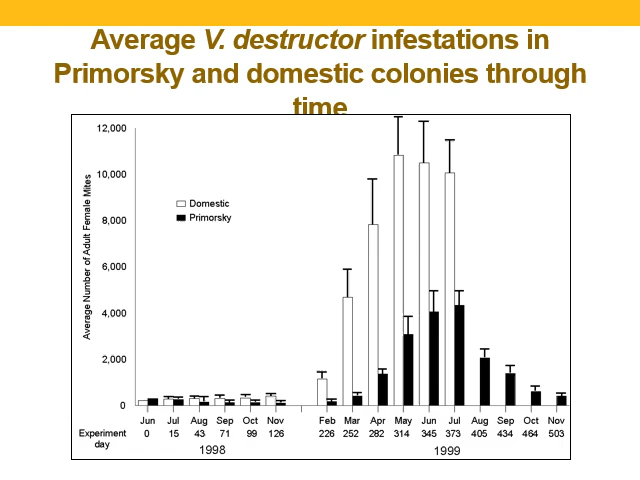 Average V. destructor infestations in
Primorsky and domestic colonies through
time
12,000
10,000
8,000
6,000
4,000
2,000
0
Average Number of Adult Female Mites
Domestic
Primorsky
Jun Jul Aug Sep Oct Nov Feb Mar Apr May Jun Jul Aug Sep Oct Nov
Experiment day 0 15 43 71 99 126 226 252 282 314 345 373 405 434 464 503
1998 1999